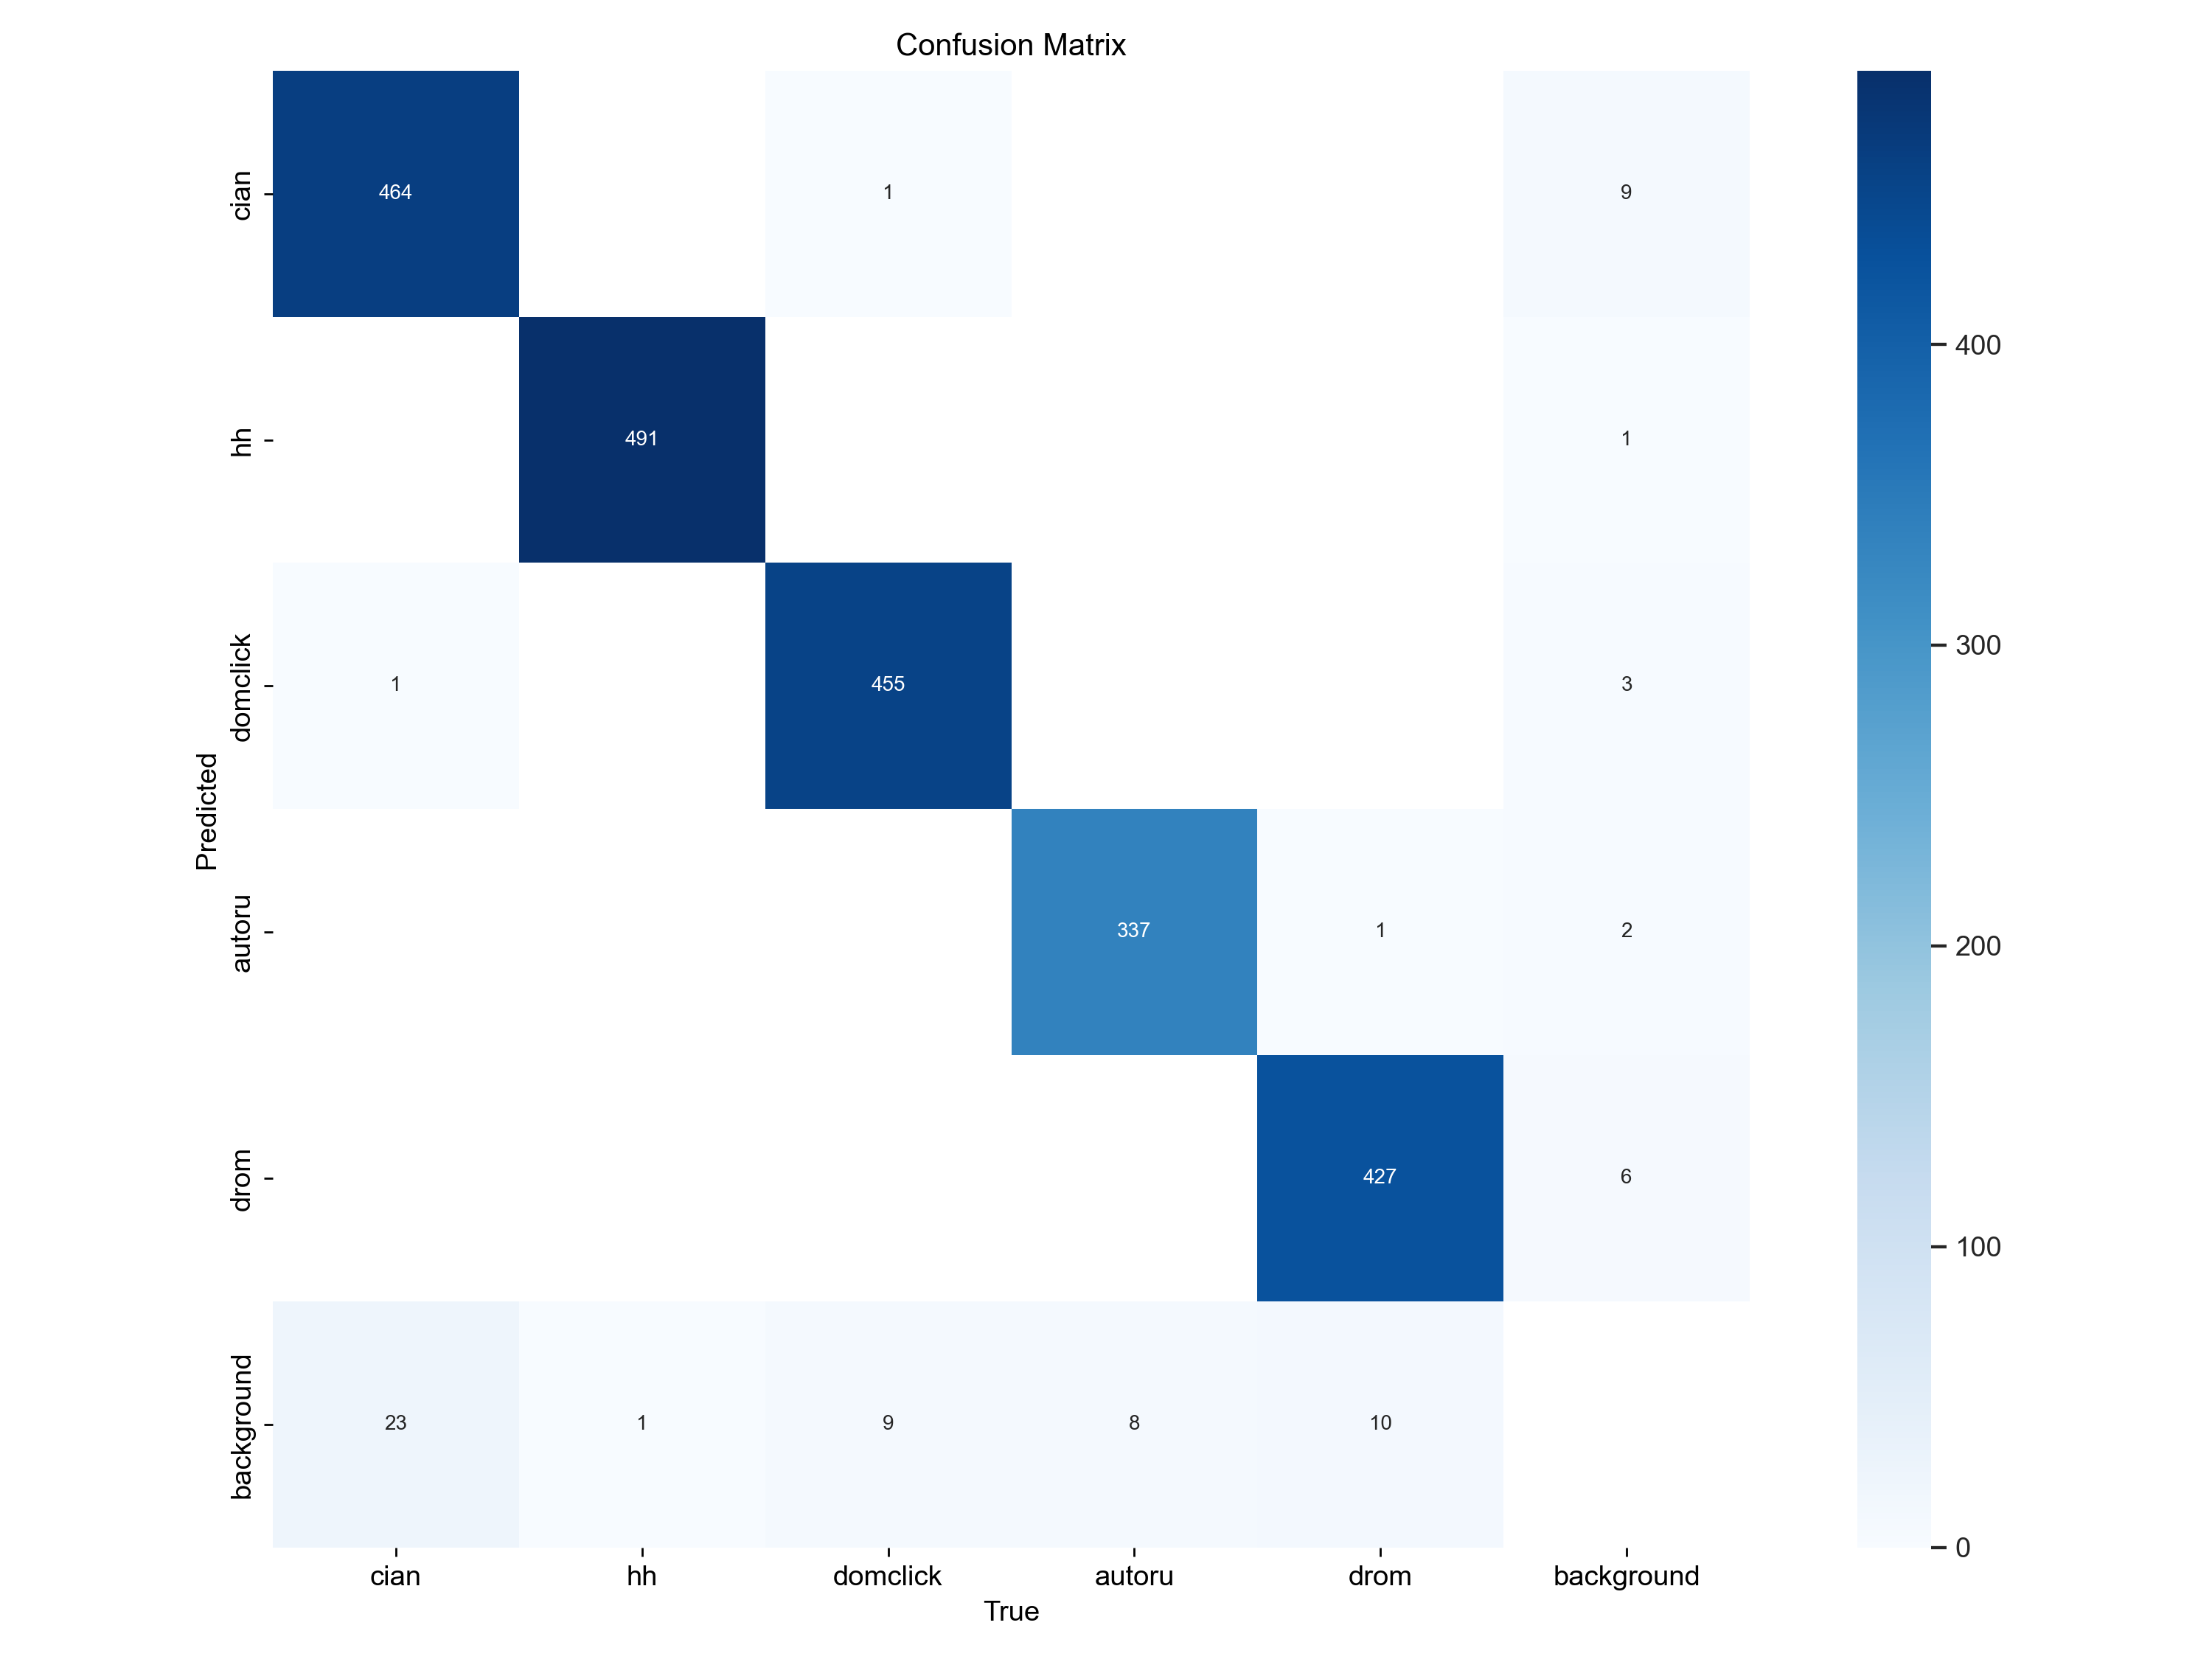 Confusion Matrix
cian 464 1 9
hh 491 1
domclick 1 455 3
autoru 337 1 2
drom 427 6
background 23 1 9 8 10
cian hh domclick autoru drom background
True
Predicted
400
300
200
100
0